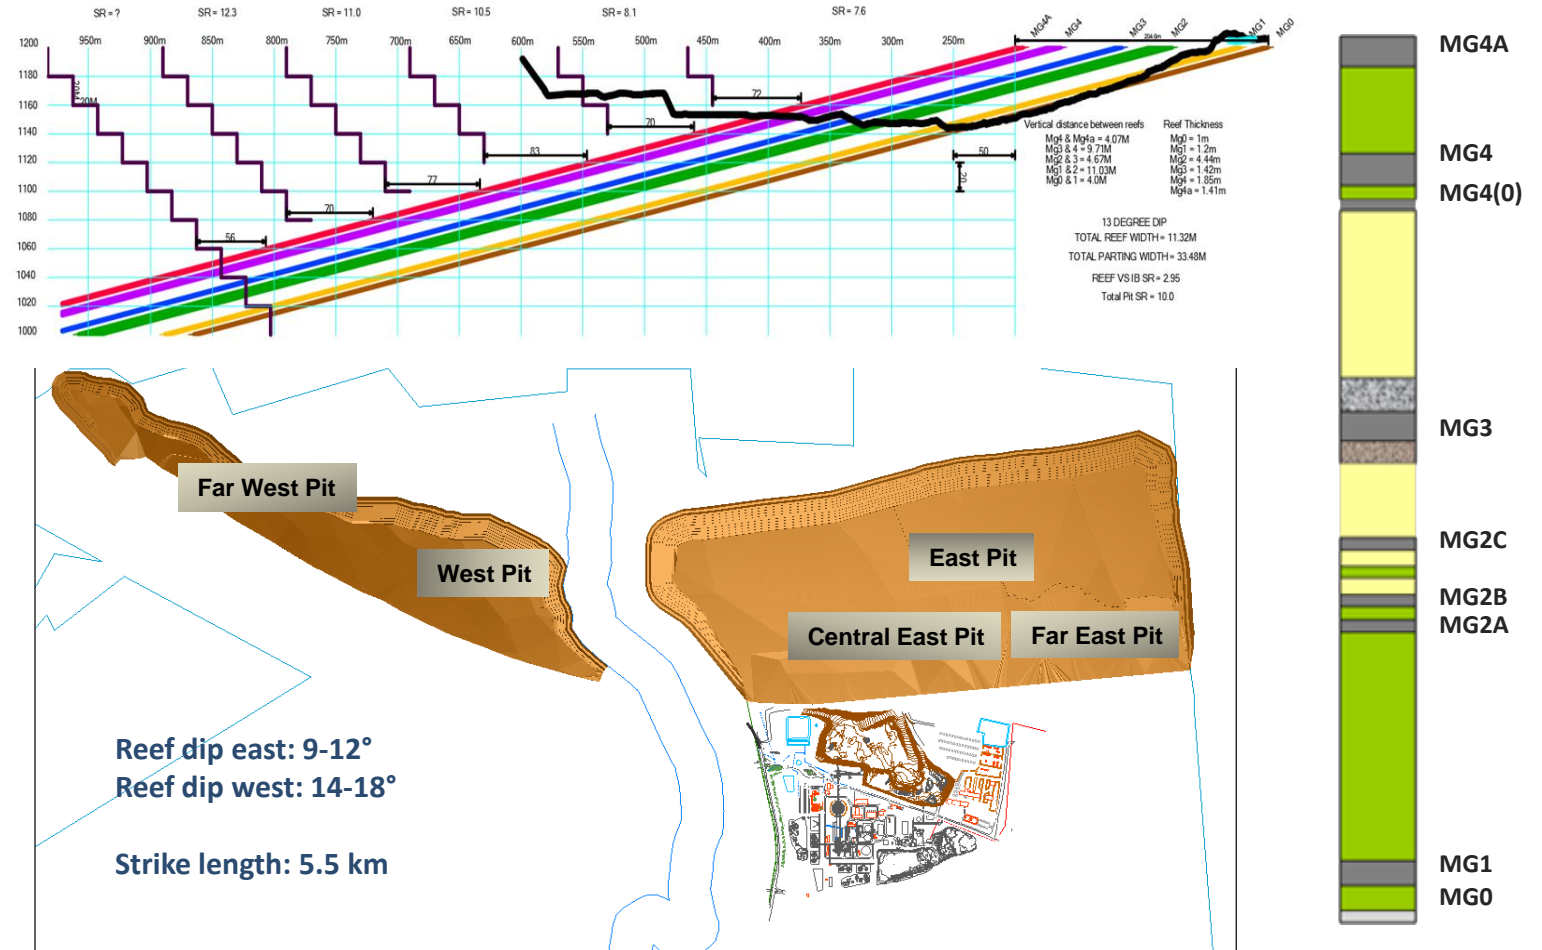 SR = ? SR = 12.3 SR = 11.0 SR = 10.5 SR = 8.1 SR = 7.6
1200 950m 900m 850m 800m 750m 700m 650m 600m 550m 500m 450m 400m 350m 300m 250m
MG4A MG4 MG3 MG2 MG1 MG0
1180
20M
20M
1160
1140
1120
1100
1080
1060
1040
1020
1000
72
70
83
77
70
56
50
20
Vertical distance between reefs
Mg4 & Mg4a = 4.07M
Mg3 & 4 = 9.71M
Mg2 & 3 = 4.67M
Mg1 & 2 = 11.03M
Mg0 & 1 = 4.0M
Reef Thickness
Mg0 = 1m
Mg1 = 1.2m
Mg2 = 4.44m
Mg3 = 1.42m
Mg4 = 1.85m
Mg4a = 1.41m
13 DEGREE DIP
TOTAL REEF WIDTH = 11.32M
TOTAL PARTING WIDTH = 33.48M
REEF VS IB SR = 2.95
Total Pit SR = 10.0
Far West Pit
West Pit
East Pit
Central East Pit
Far East Pit
Reef dip east: 9-12°
Reef dip west: 14-18°
Strike length: 5.5 km
MG4A
MG4
MG4(0)
MG3
MG2C
MG2B
MG2A
MG1
MG0